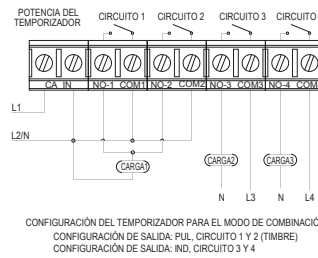 POTENCIA DEL
TEMPORIZADOR
CIRCUITO 1 CIRCUITO 2 CIRCUITO 3 CIRCUITO
CA IN NO-1 COM1 NO-2 COM2 NO-3 COM3 NO-4 COM
L1
L2/N
CARGA1 CARGA2 CARGA3
N L3 N L4
CONFIGURACIÓN DEL TEMPORIZADOR PARA EL MODO DE COMBINACIÓ
CONFIGURACIÓN DE SALIDA: PUL, CIRCUITO 1 Y 2 (TIMBRE)
CONFIGURACIÓN DE SALIDA: IND, CIRCUITO 3 Y 4